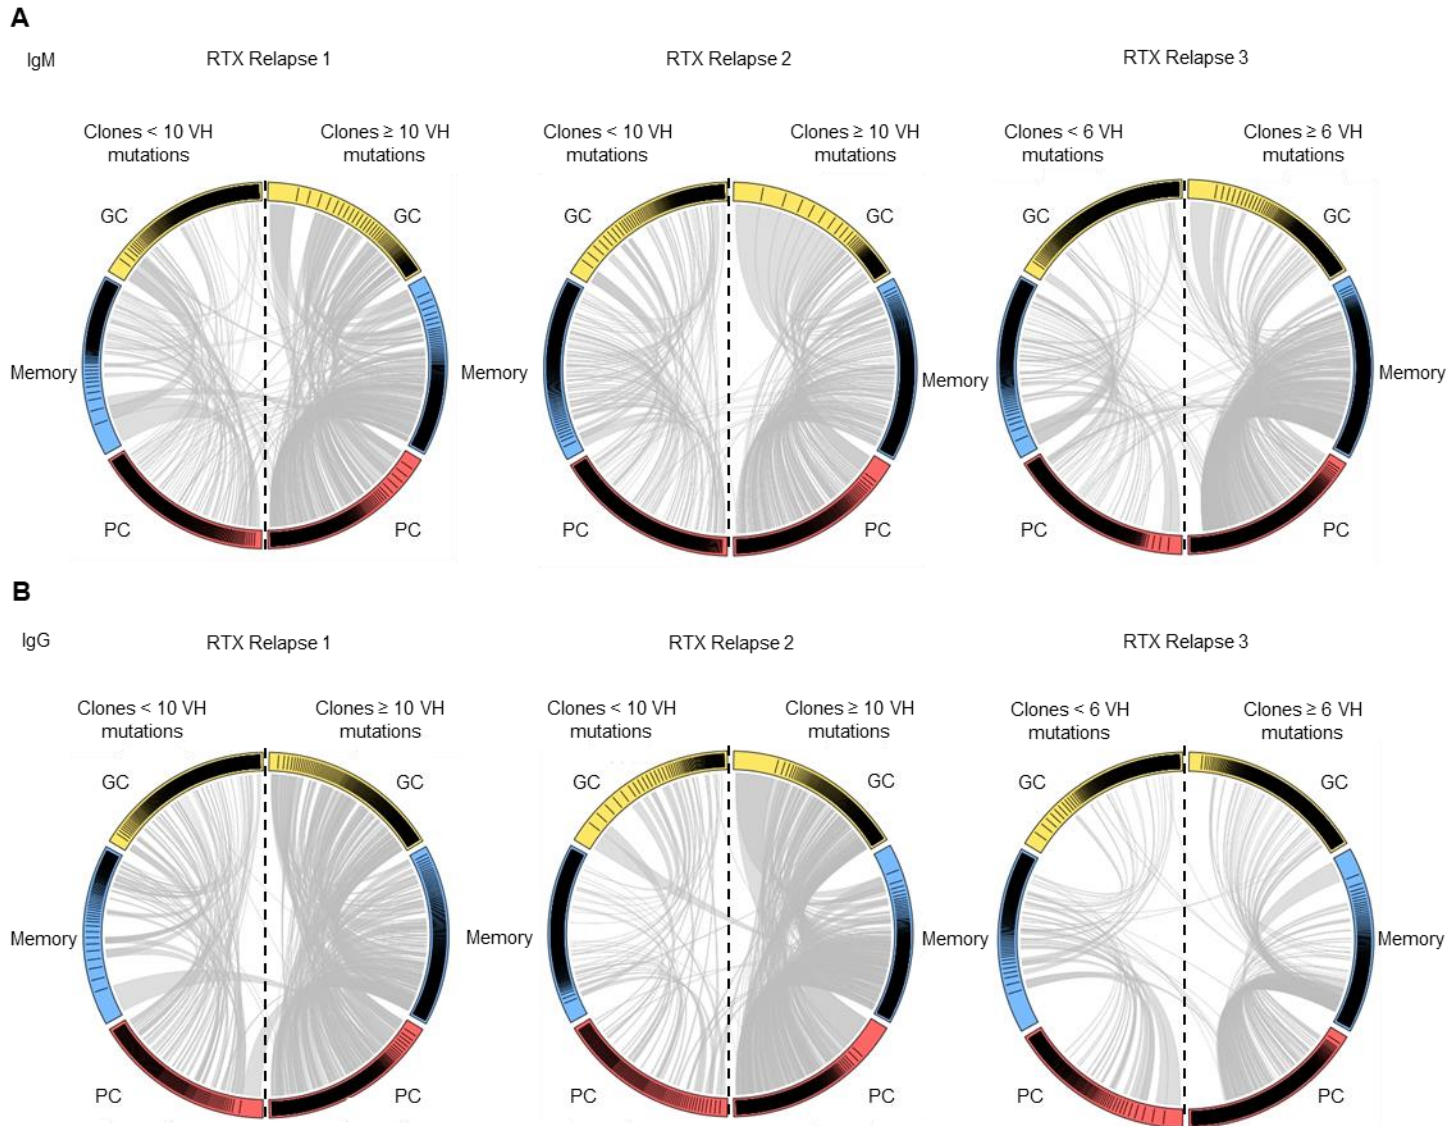 A
IgM
RTX Relapse 1
RTX Relapse 2
RTX Relapse 3
Clones < 10 VH
mutations
Clones ≥ 10 VH
mutations
Clones < 10 VH
mutations
Clones ≥ 10 VH
mutations
Clones < 6 VH
mutations
Clones ≥ 6 VH
mutations
GC
GC
GC
GC
GC
GC
Memory
Memory
Memory
Memory
PC
PC
PC
PC
PC
PC
B
IgG
RTX Relapse 1
RTX Relapse 2
RTX Relapse 3
Clones < 10 VH
mutations
Clones ≥ 10 VH
mutations
Clones < 10 VH
mutations
Clones ≥ 10 VH
mutations
Clones < 6 VH
mutations
Clones ≥ 6 VH
mutations
GC
GC
GC
GC
GC
GC
Memory
Memory
Memory
Memory
PC
PC
PC
PC
PC
PC